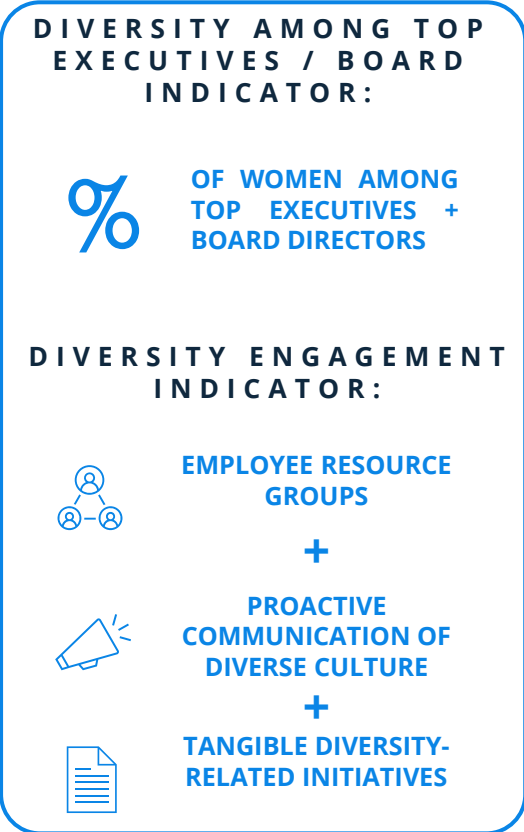 DIVERSITY AMONG TOP
EXECUTIVES / BOARD
INDICATOR:
%
OF WOMEN AMONG
TOP EXECUTIVES +
BOARD DIRECTORS
DIVERSITY ENGAGEMENT
INDICATOR:
EMPLOYEE RESOURCE
GROUPS
+
PROACTIVE
COMMUNICATION OF
DIVERSE CULTURE
+
TANGIBLE DIVERSITY-
RELATED INITIATIVES